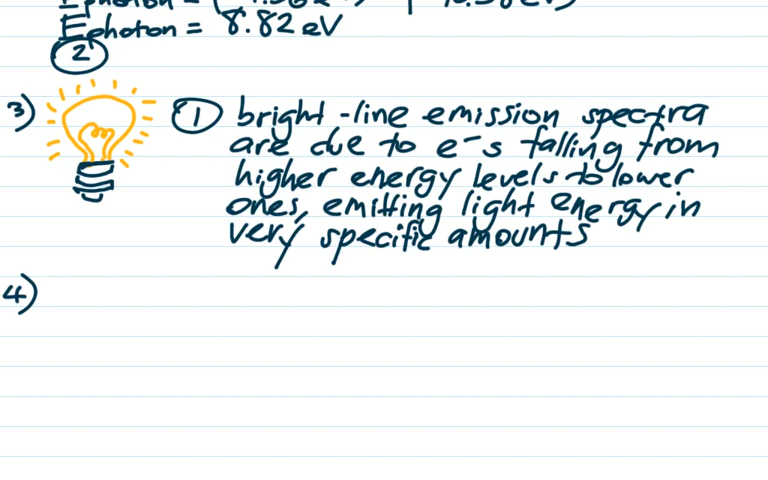 Ephoton = 8.82 eV
2
3) 1 bright-line emission spectra
are due to e⁻s falling from
higher energy levels to lower
ones, emitting light energy in
very specific amounts
4)